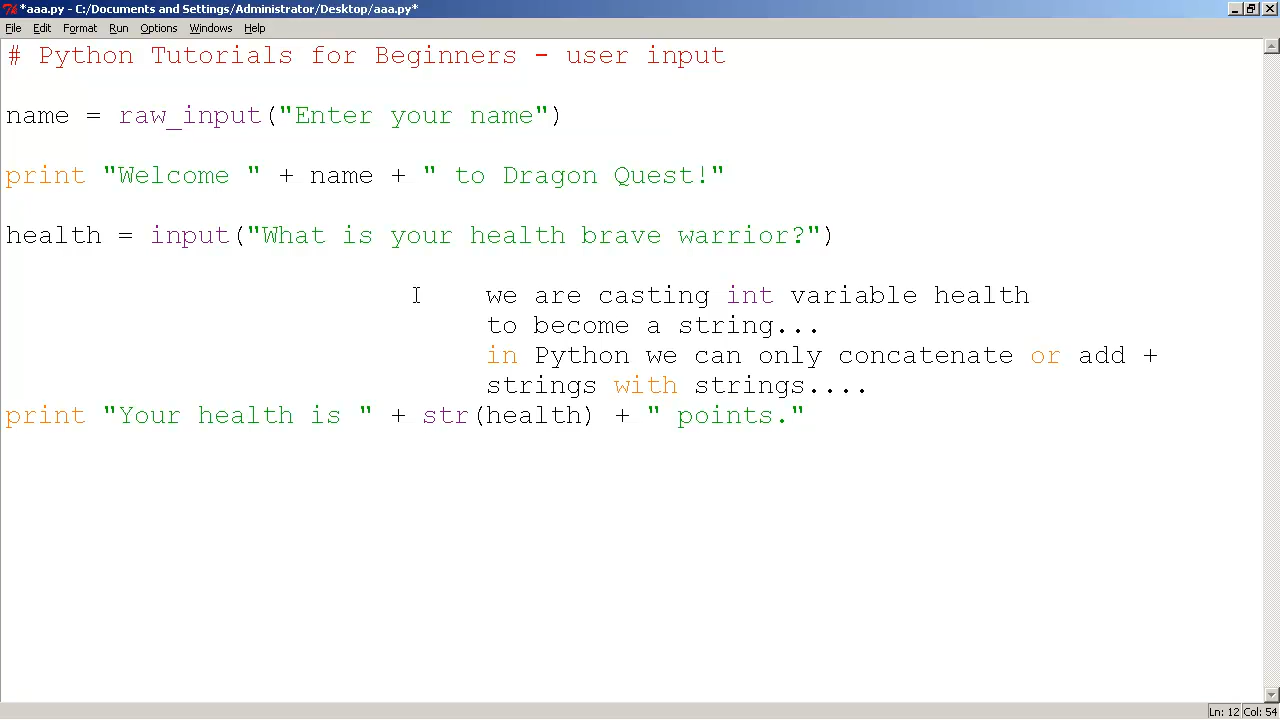 *aaa.py - C:/Documents and Settings/Administrator/Desktop/aaa.py*
File Edit Format Run Options Windows Help
# Python Tutorials for Beginners - user input
name = raw_input("Enter your name")
print "Welcome " + name + " to Dragon Quest!"
health = input("What is your health brave warrior?")
we are casting int variable health
to become a string...
in Python we can only concatenate or add +
strings with strings....
print "Your health is " + str(health) + " points."
Ln: 12 Col: 54